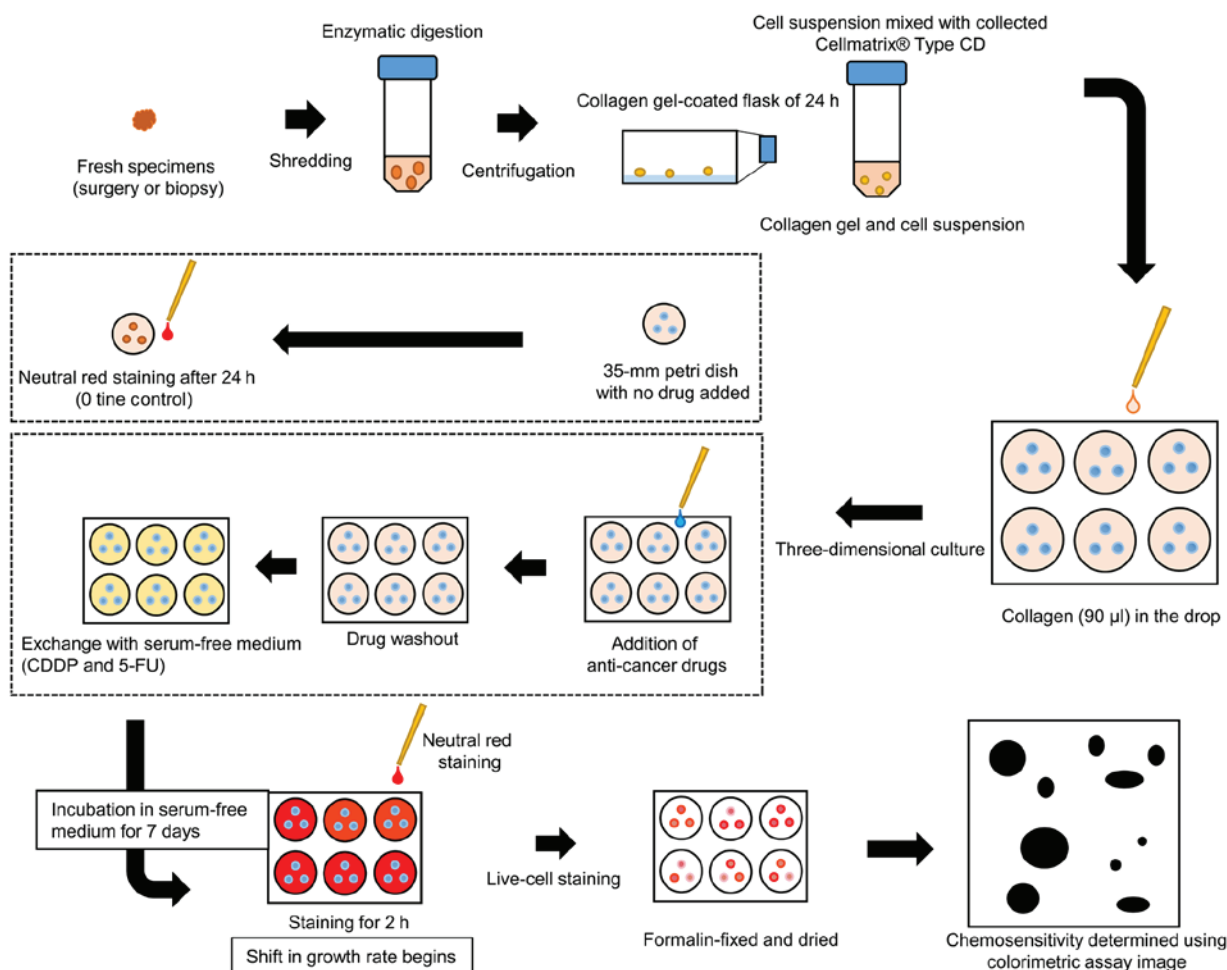 Enzymatic digestion
Cell suspension mixed with collected
Cellmatrix® Type CD
Collagen gel-coated flask of 24 h
Fresh specimens
(surgery or biopsy)
Shredding
Centrifugation
Collagen gel and cell suspension
Neutral red staining after 24 h
(0 tine control)
35-mm petri dish
with no drug added
Three-dimensional culture
Collagen (90 µl) in the drop
Exchange with serum-free medium
(CDDP and 5-FU)
Drug washout
Addition of
anti-cancer drugs
Neutral red
staining
Incubation in serum-free
medium for 7 days
Staining for 2 h
Shift in growth rate begins
Live-cell staining
Formalin-fixed and dried
Chemosensitivity determined using
colorimetric assay image